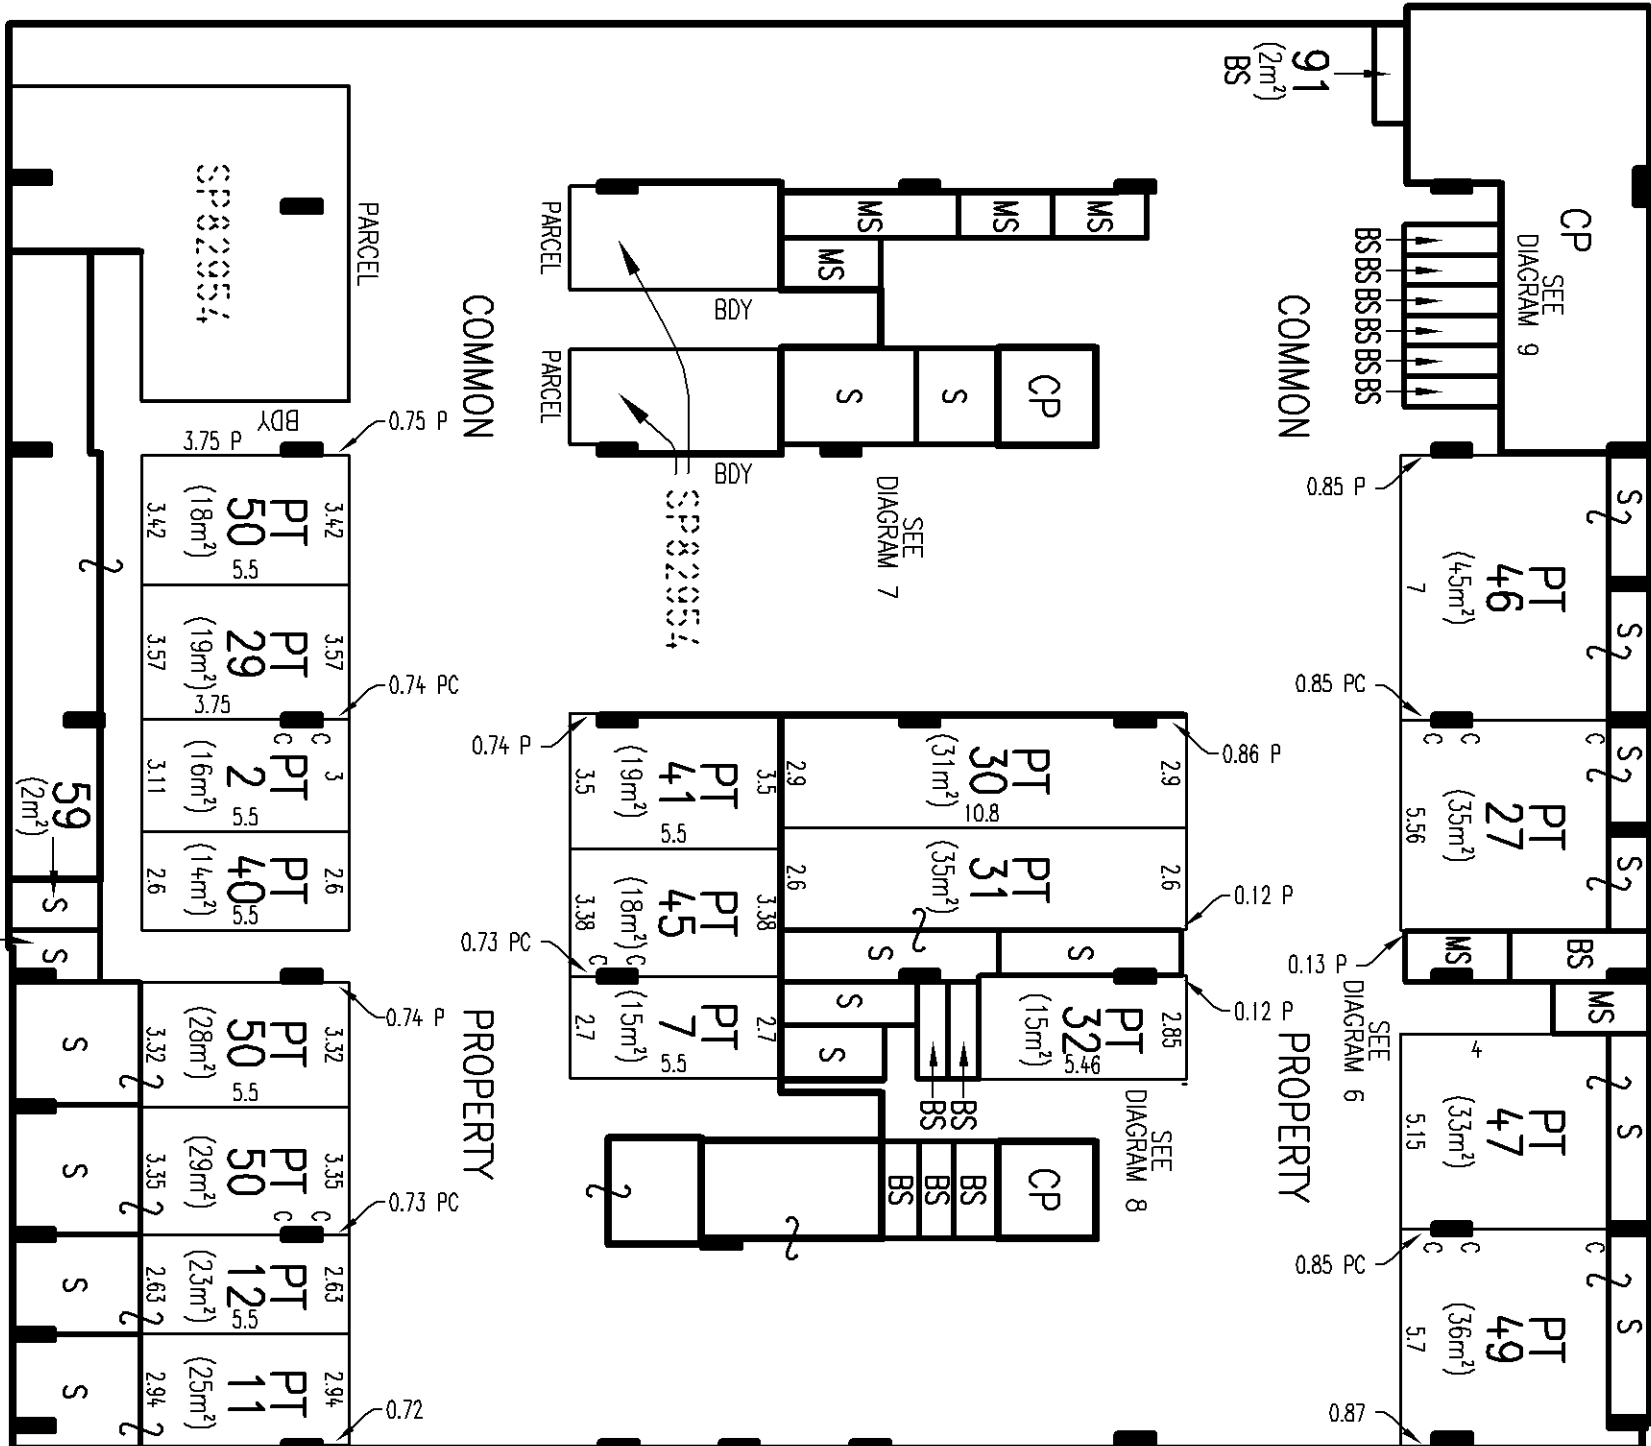 91
(2m²)
BS
CP
SEE
DIAGRAM 9
BS
BS
BS
BS
BS
BS
COMMON
0.85 P
S
PT
46
(45m²)
7
S
0.85 PC
C
C
C
S
PT
27
(35m²)
5.56
S
0.13 P
MS
BS
MS
SEE
DIAGRAM 6
PROPERTY
4
PT
47
(33m²)
5.15
S
0.85 PC
C
C
C
PT
49
(36m²)
5.7
S
0.87
MS
MS
MS
MS
PARCEL
BDY
PARCEL
BDY
S
S
CP
SEE
DIAGRAM 7
SP82954
COMMON
0.74 P
0.86 P
PT
41
(19m²)
3.5
3.5
5.5
PT
30
(31m²)
2.9
2.9
10.8
PT
31
(35m²)
2.6
2.6
0.12 P
PT
45
(18m²)
3.38
3.38
0.73 PC
C
C
S
S
0.12 P
PT
7
(15m²)
2.7
2.7
5.5
S
S
BS
BS
PT
32
(15m²)
2.85
5.46
SEE
DIAGRAM 8
BS
BS
BS
CP
PROPERTY
SP82954
PARCEL
BDY
0.75 P
3.75 P
PT
50
(18m²)
3.42
3.42
5.5
PT
29
(19m²)
3.57
3.57
3.75
0.74 PC
C
C
PT
2
(16m²)
3
3.11
5.5
PT
40
(14m²)
2.6
2.6
5.5
59
(2m²)
S
S
0.74 P
PT
50
(28m²)
3.32
3.32
5.5
S
PT
50
(29m²)
3.35
3.35
S
0.73 PC
C
C
PT
12
(23m²)
2.63
2.63
5.5
S
PT
11
(25m²)
2.94
2.94
S
0.72